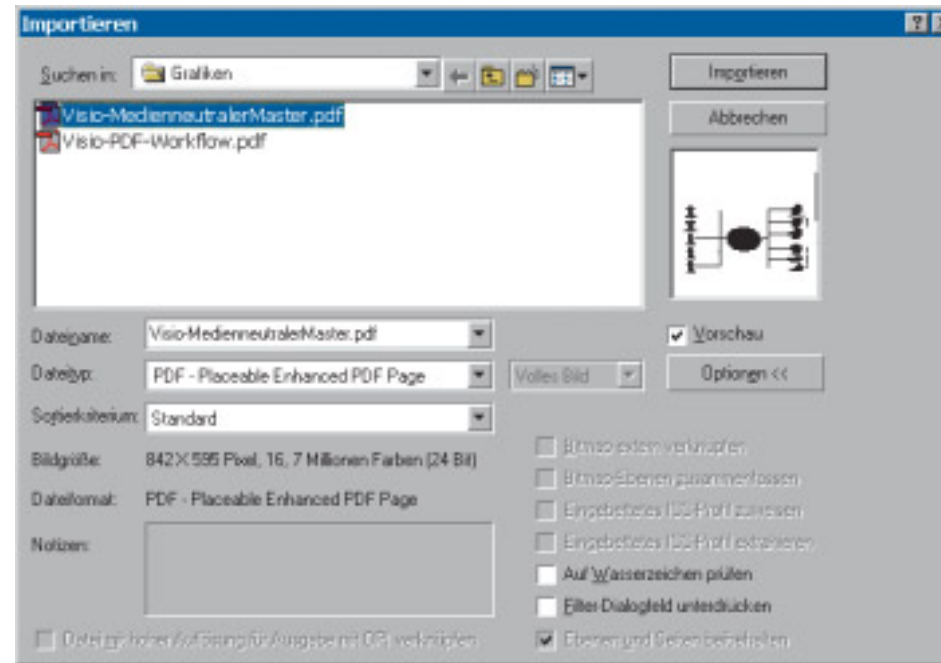 Importieren
Suchen in: Grafiken
Importieren
Visio-MedienneutralerMaster.pdf
Abbrechen
Visio-PDF-Workflow.pdf
Dateiname: Visio-MedienneutralerMaster.pdf
Vorschau
Dateityp: PDF - Placeable Enhanced PDF Page Volles Bild Optionen <<
Sortierkriterium: Standard
Bildgröße: 842 X 595 Pixel, 16, 7 Millionen Farben (24 Bit)
Bitmap extern verknüpfen
Bitmap-Ebenen zusammenfassen
Dateiformat: PDF - Placeable Enhanced PDF Page
Eingebettetes ICC-Profil zuweisen
Notizen:
Eingebettetes ICC-Profil extrahieren
Auf Wasserzeichen prüfen
Filter-Dialogfeld unterdrücken
Datei mit hoher Auflösung für Ausgabe mit OPI verknüpfen
Ebenen und Seiten beibehalten